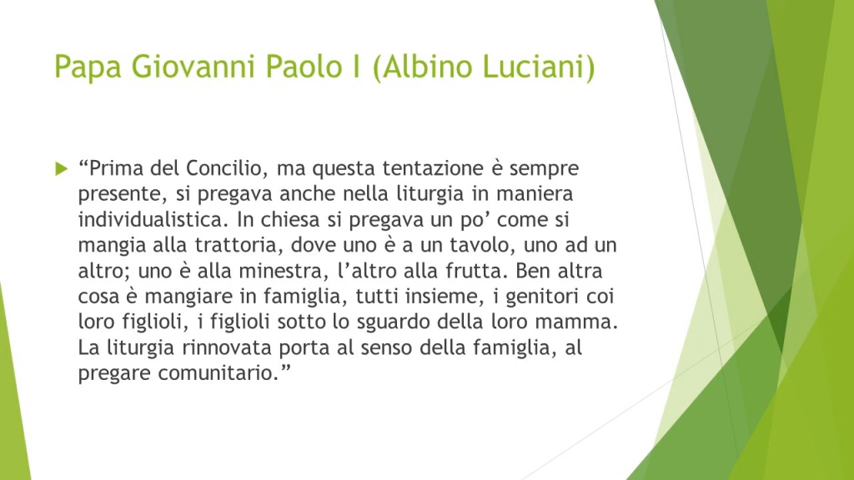 Papa Giovanni Paolo I (Albino Luciani)
“Prima del Concilio, ma questa tentazione è sempre
presente, si pregava anche nella liturgia in maniera
individualistica. In chiesa si pregava un po’ come si
mangia alla trattoria, dove uno è a un tavolo, uno ad un
altro; uno è alla minestra, l’altro alla frutta. Ben altra
cosa è mangiare in famiglia, tutti insieme, i genitori coi
loro figlioli, i figlioli sotto lo sguardo della loro mamma.
La liturgia rinnovata porta al senso della famiglia, al
pregare comunitario.”